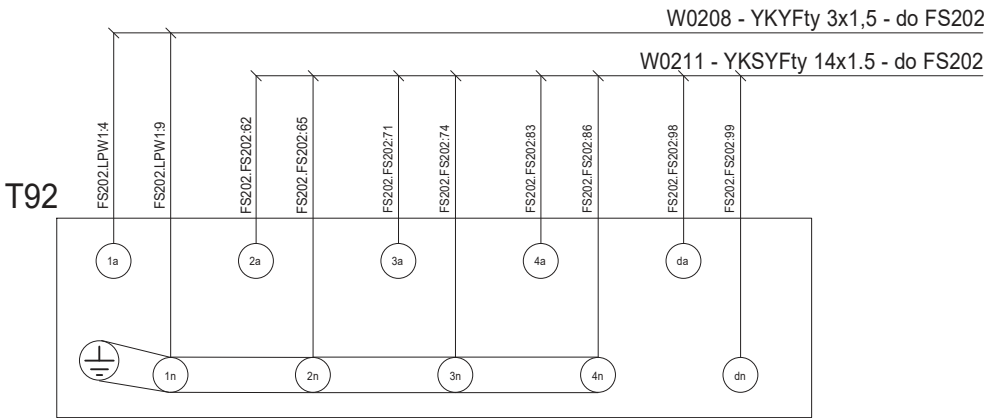 W0208 - YKYFty 3x1,5 - do FS202
W0211 - YKSYFty 14x1.5 - do FS202
FS202.LPW1:4
FS202.LPW1:9
FS202.FS202:62
FS202.FS202:65
FS202.FS202:71
FS202.FS202:74
FS202.FS202:83
FS202.FS202:86
FS202.FS202:98
FS202.FS202:99
T92
1a
2a
3a
4a
da
1n
2n
3n
4n
dn